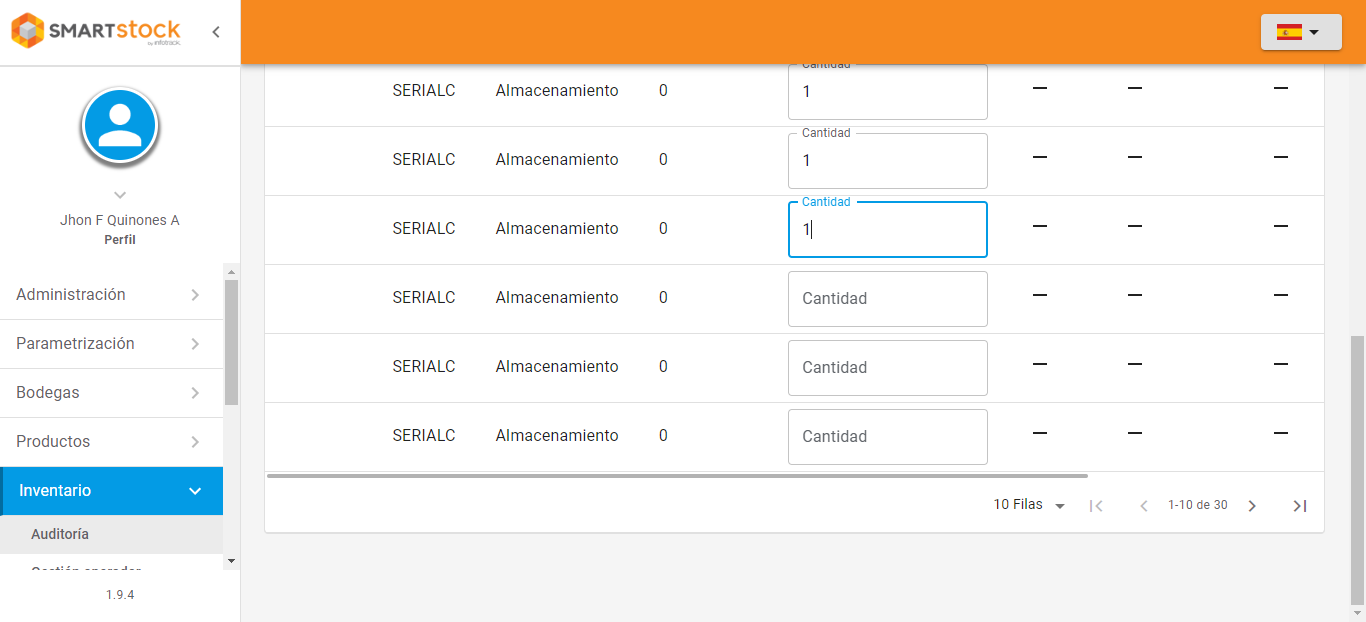 SMARTstock
by infotrack.
Jhon F Quinones A
Perfil
Administración
Parametrización
Bodegas
Productos
Inventario
Auditoría
Gestión operador
1.9.4
Cantidad
SERIALC Almacenamiento 0 1
Cantidad
SERIALC Almacenamiento 0 1
Cantidad
SERIALC Almacenamiento 0 1
SERIALC Almacenamiento 0 Cantidad
SERIALC Almacenamiento 0 Cantidad
SERIALC Almacenamiento 0 Cantidad
10 Filas 1-10 de 30